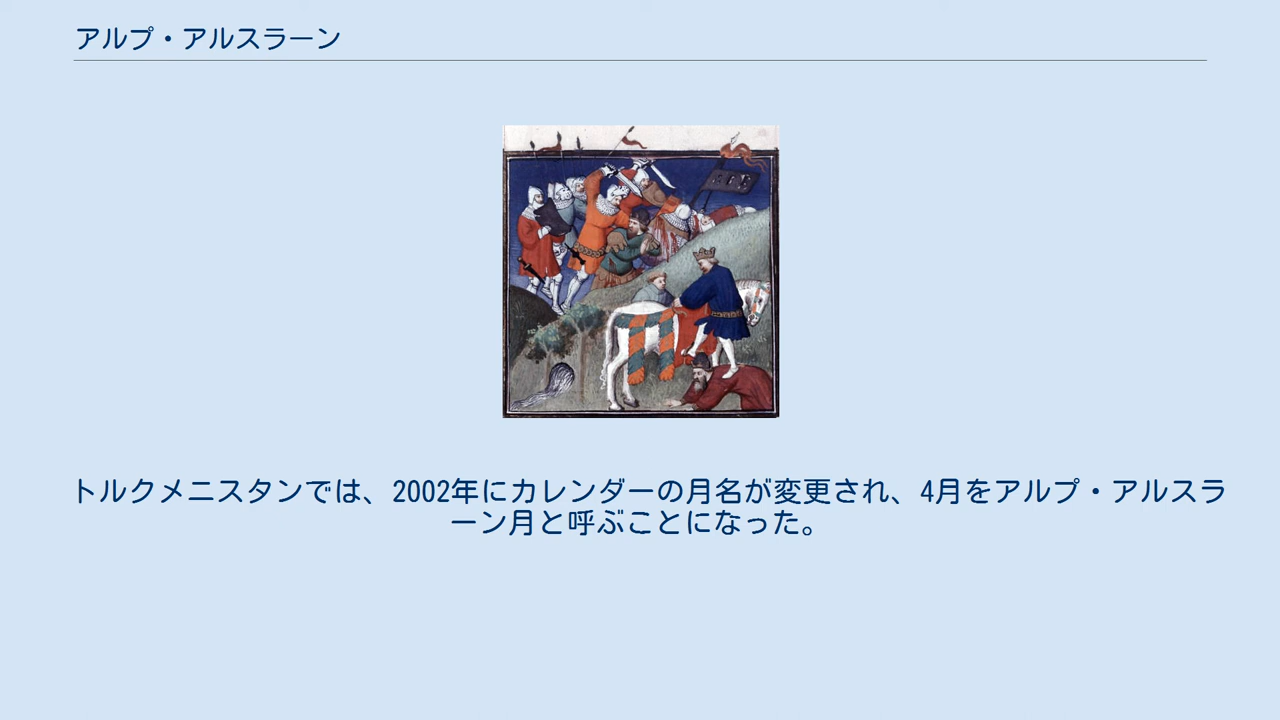 アルプ・アルスラーン
トルクメニスタンでは、2002年にカレンダーの月名が変更され、4月をアルプ・アルスラ
ーン月と呼ぶことになった。